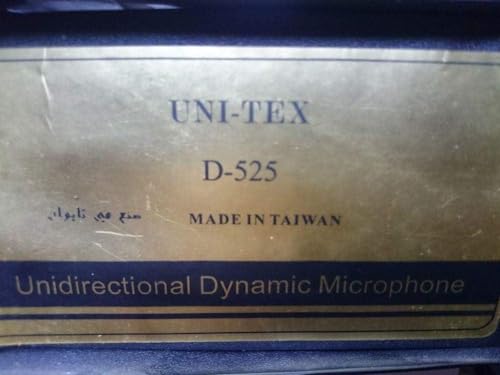 UNI-TEX
D-525
صنع في تايوان MADE IN TAIWAN
Unidirectional Dynamic Microphone